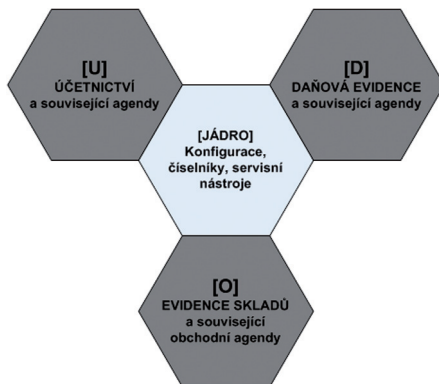 [U]
ÚČETNICTVÍ
a související agendy
[D]
DAŇOVÁ EVIDENCE
a související agendy
[JÁDRO]
Konfigurace,
číselníky, servisní
nástroje
[O]
EVIDENCE SKLADŮ
a související
obchodní agendy